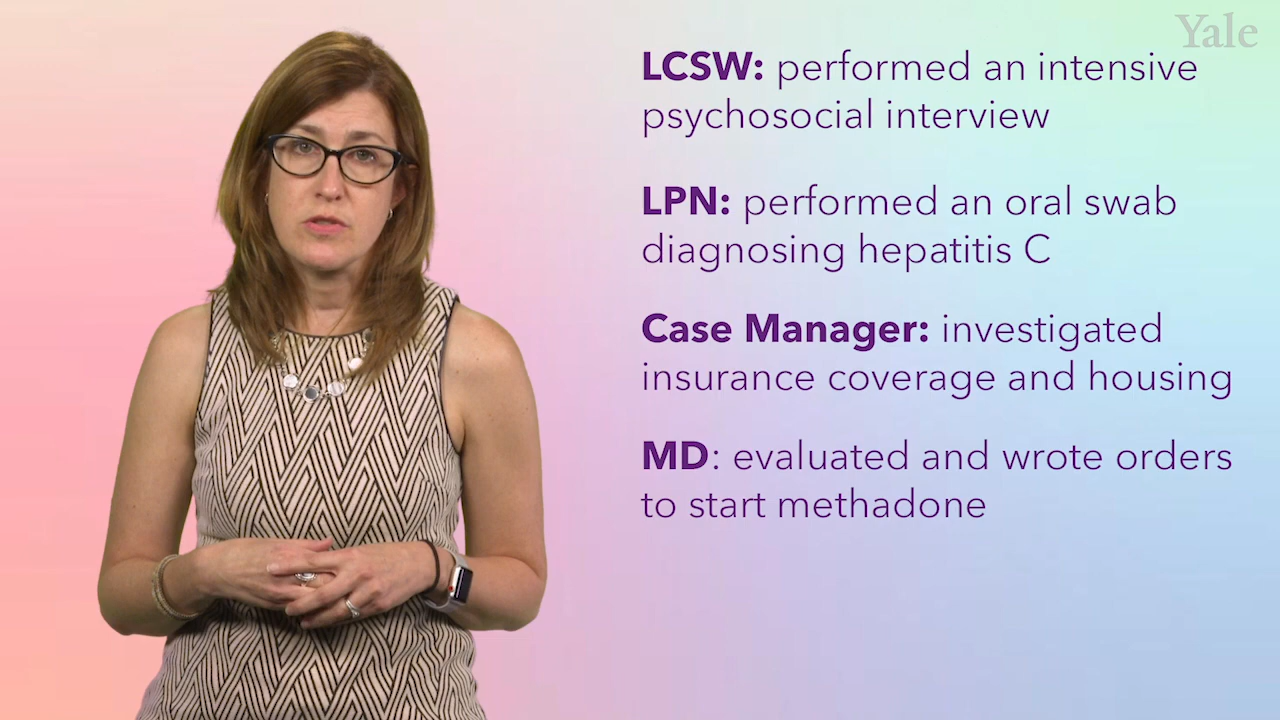 Yale
LCSW: performed an intensive
psychosocial interview
LPN: performed an oral swab
diagnosing hepatitis C
Case Manager: investigated
insurance coverage and housing
MD: evaluated and wrote orders
to start methadone